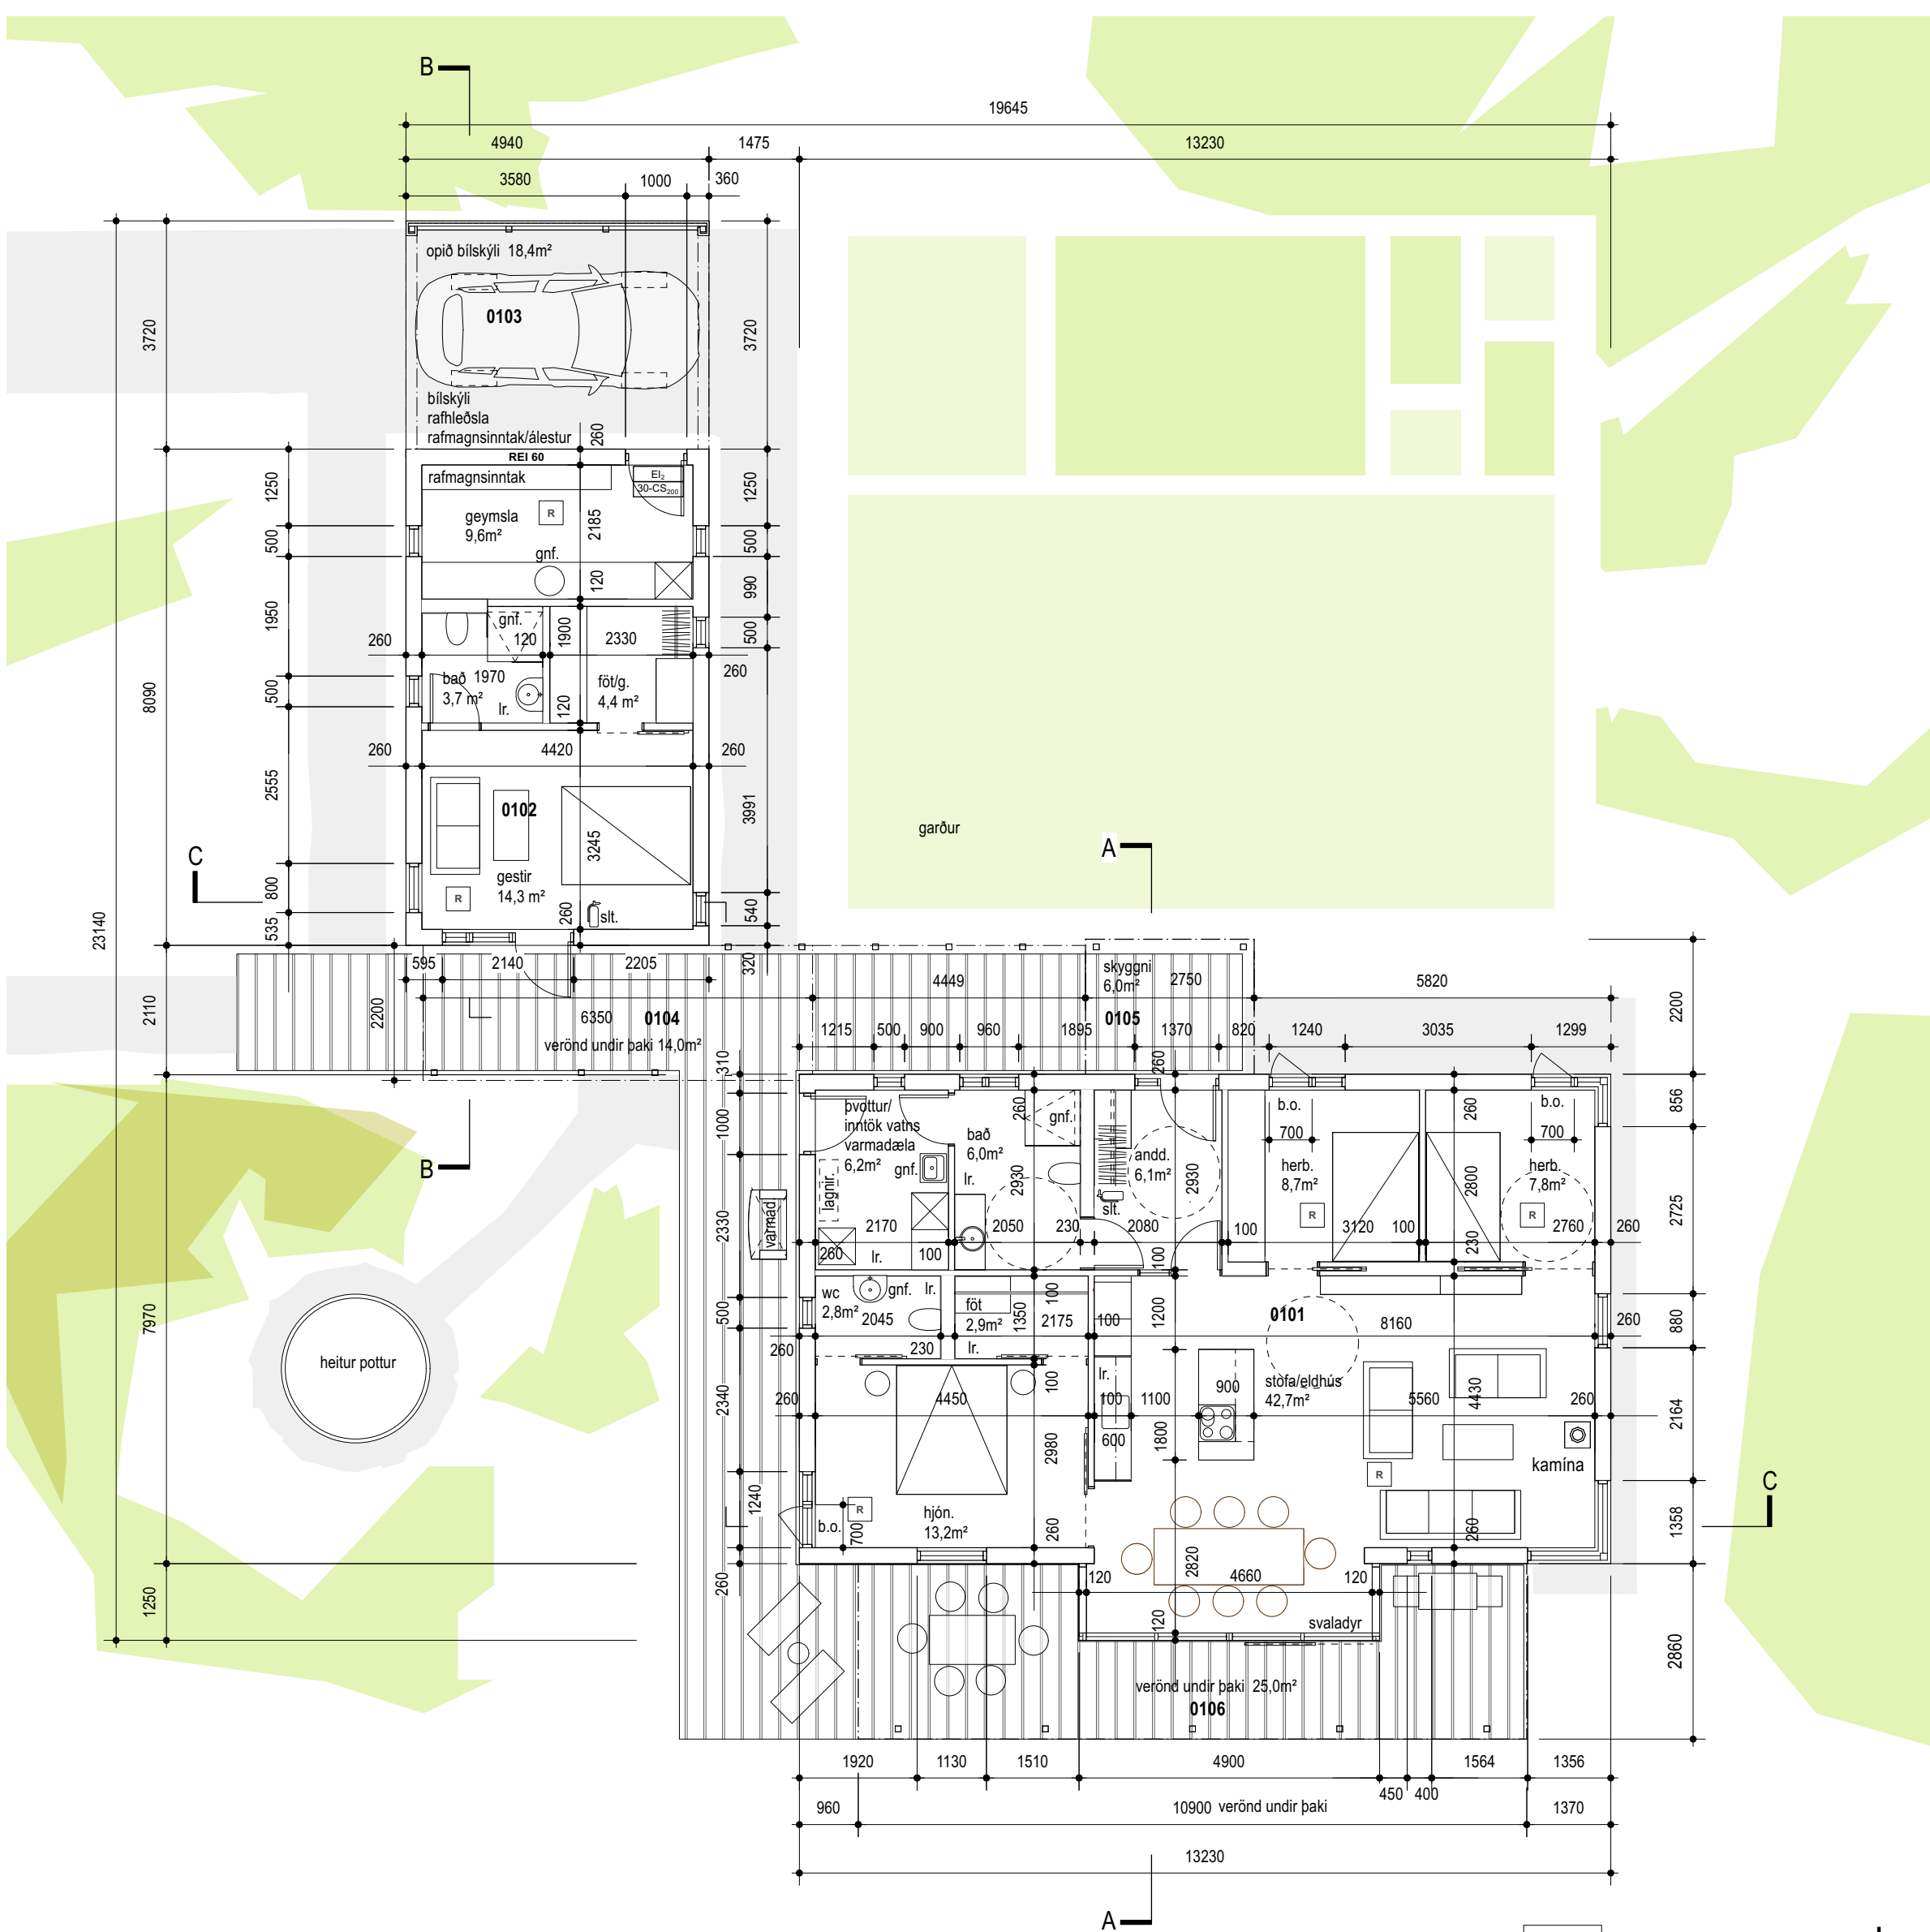 B
19645
4940
1475
13230
3580
1000
360
opið bílskýli 18,4m²
0103
3720
3720
bílskýli
rafhleðsla
rafmagnsinntak/álestur
260
REI 60
rafmagnsinntak
EI₂
30-CS₂₀₀
1250
1250
geymsla
9,6m²
R
2185
500
500
gnf.
120
990
1950
gnf.
120
1900
2330
500
260
260
bað 1970
3,7 m²
lr.
föt/g.
4,4 m²
120
500
8090
260
4420
260
2555
3991
0102
3245
garður
A
C
gestir
14,3 m²
R
800
260
slt.
540
535
23140
595
2140
2205
320
4449
skyggni
6,0m²
2750
5820
2110
2200
2200
6350
0104
0105
verönd undir þaki 14,0m²
1215
500
900
960
1895
1370
820
1240
3035
1299
310
260
þvottur/
inntök vatns
varmadæla
6,2m²
260
gnf.
b.o.
260
b.o.
856
1000
bað
6,0m²
700
700
B
lagnir.
gnf.
lr.
2930
andd.
6,1m²
2930
herb.
8,7m²
2800
herb.
7,8m²
slt.
R
R
2725
2330
varmad
2170
2050
230
2080
100
3120
100
230
2760
260
260
lr.
100
100
wc
2,8m²
gnf.
lr.
föt
2,9m²
100
1350
2045
2175
100
1200
0101
8160
260
880
500
7970
260
230
lr.
heitur pottur
lr.
stofa/eldhús
42,7m²
900
100
260
4450
100
1100
5560
4430
260
2164
2340
600
1800
2980
kamína
R
C
1240
R
b.o.
700
hjón.
13,2m²
260
260
1358
260
2820
120
4660
120
1250
120
svaladyr
2860
verönd undir þaki 25,0m²
0106
1920
1130
1510
4900
450
400
1564
1356
960
10900 verönd undir þaki
1370
13230
A